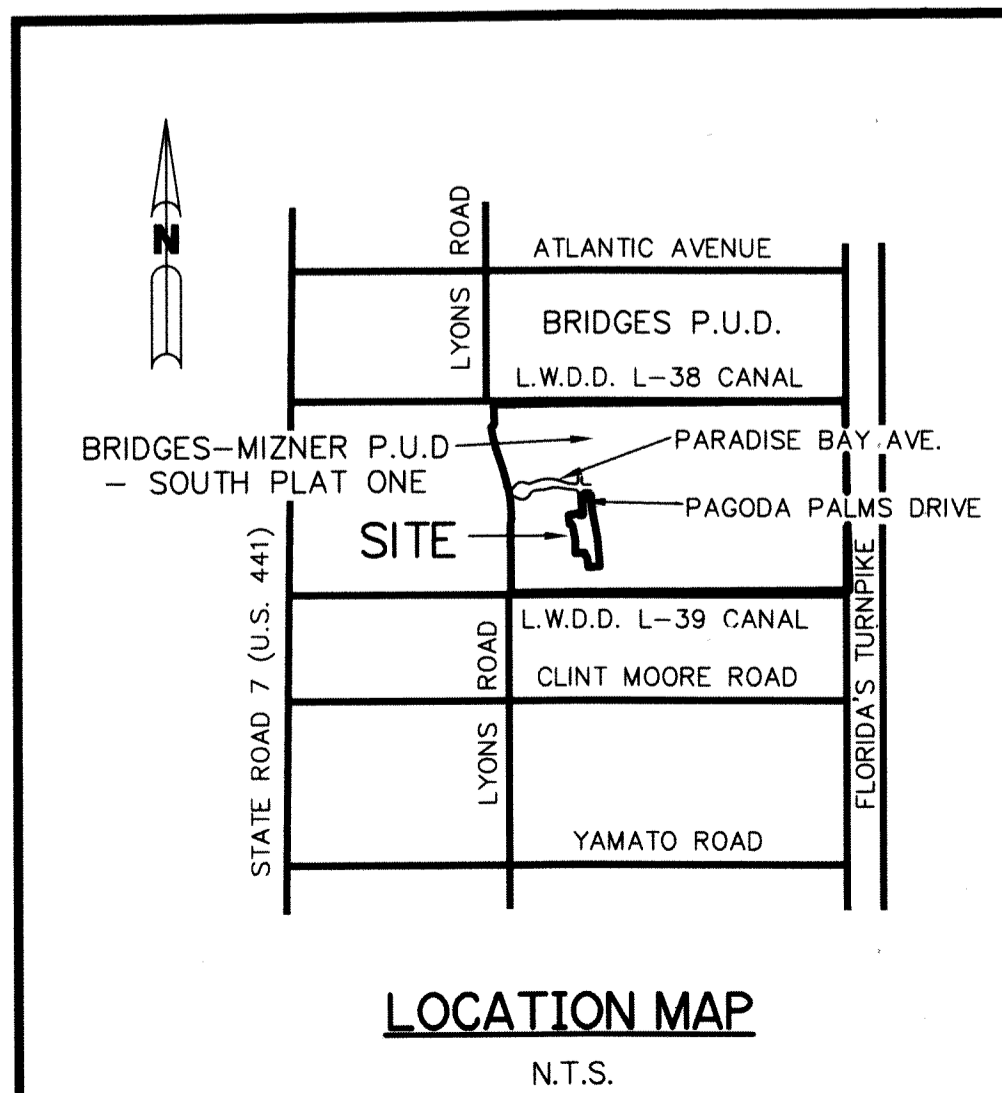 N
ROAD
LYONS
ATLANTIC AVENUE
BRIDGES P.U.D.
L.W.D.D. L-38 CANAL
BRIDGES-MIZNER P.U.D
- SOUTH PLAT ONE
PARADISE BAY AVE.
PAGODA PALMS DRIVE
SITE
STATE ROAD 7 (U.S. 441)
FLORIDA'S TURNPIKE
L.W.D.D. L-39 CANAL
ROAD
LYONS
CLINT MOORE ROAD
YAMATO ROAD
LOCATION MAP
N.T.S.